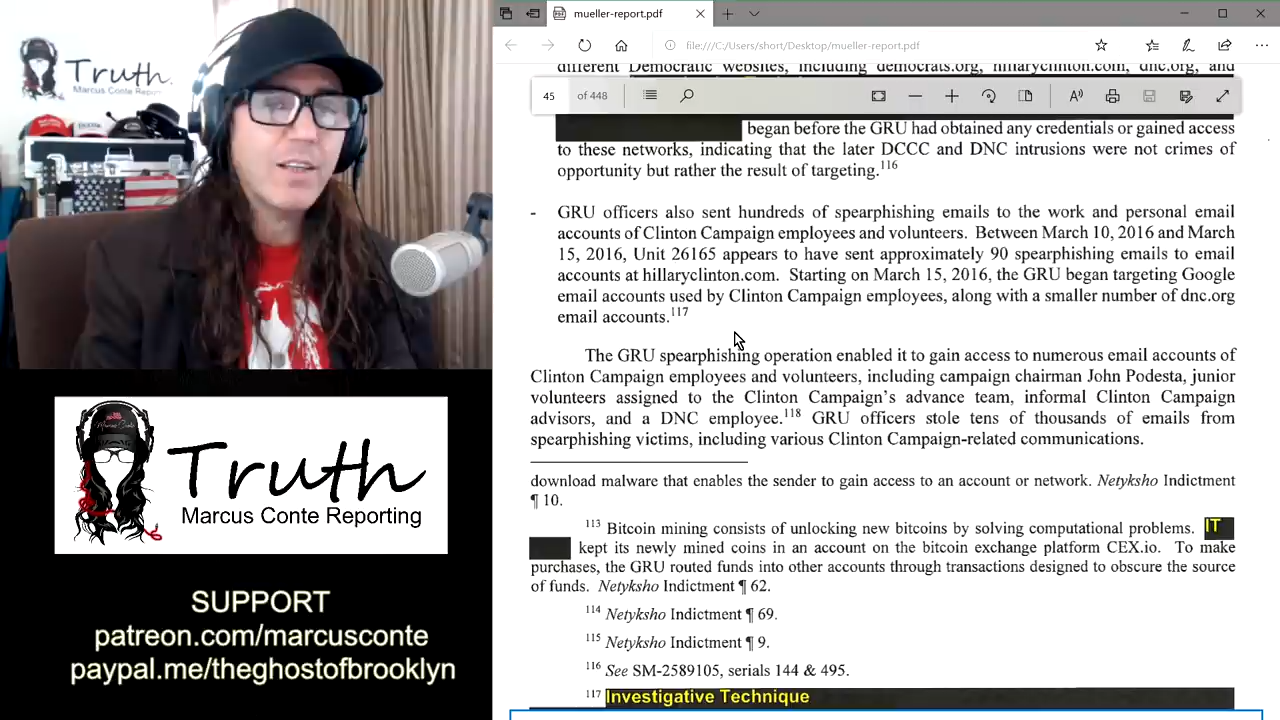 Truth
Marcus Conte Reporting
Truth
Marcus Conte Reporting
SUPPORT
patreon.com/marcusconte
paypal.me/theghostofbrooklyn
mueller-report.pdf
file:///C:/Users/short/Desktop/mueller-report.pdf
different Democratic websites, including democrats.org, hillaryclinton.com, dnc.org, and
45 of 448
began before the GRU had obtained any credentials or gained access
to these networks, indicating that the later DCCC and DNC intrusions were not crimes of
opportunity but rather the result of targeting.116
- GRU officers also sent hundreds of spearphishing emails to the work and personal email
accounts of Clinton Campaign employees and volunteers. Between March 10, 2016 and March
15, 2016, Unit 26165 appears to have sent approximately 90 spearphishing emails to email
accounts at hillaryclinton.com. Starting on March 15, 2016, the GRU began targeting Google
email accounts used by Clinton Campaign employees, along with a smaller number of dnc.org
email accounts.117
The GRU spearphishing operation enabled it to gain access to numerous email accounts of
Clinton Campaign employees and volunteers, including campaign chairman John Podesta, junior
volunteers assigned to the Clinton Campaign's advance team, informal Clinton Campaign
advisors, and a DNC employee.118 GRU officers stole tens of thousands of emails from
spearphishing victims, including various Clinton Campaign-related communications.
download malware that enables the sender to gain access to an account or network. Netyksho Indictment
¶ 10.
113 Bitcoin mining consists of unlocking new bitcoins by solving computational problems. IT
kept its newly mined coins in an account on the bitcoin exchange platform CEX.io. To make
purchases, the GRU routed funds into other accounts through transactions designed to obscure the source
of funds. Netyksho Indictment ¶ 62.
114 Netyksho Indictment ¶ 69.
115 Netyksho Indictment ¶ 9.
116 See SM-2589105, serials 144 & 495.
117 Investigative Technique